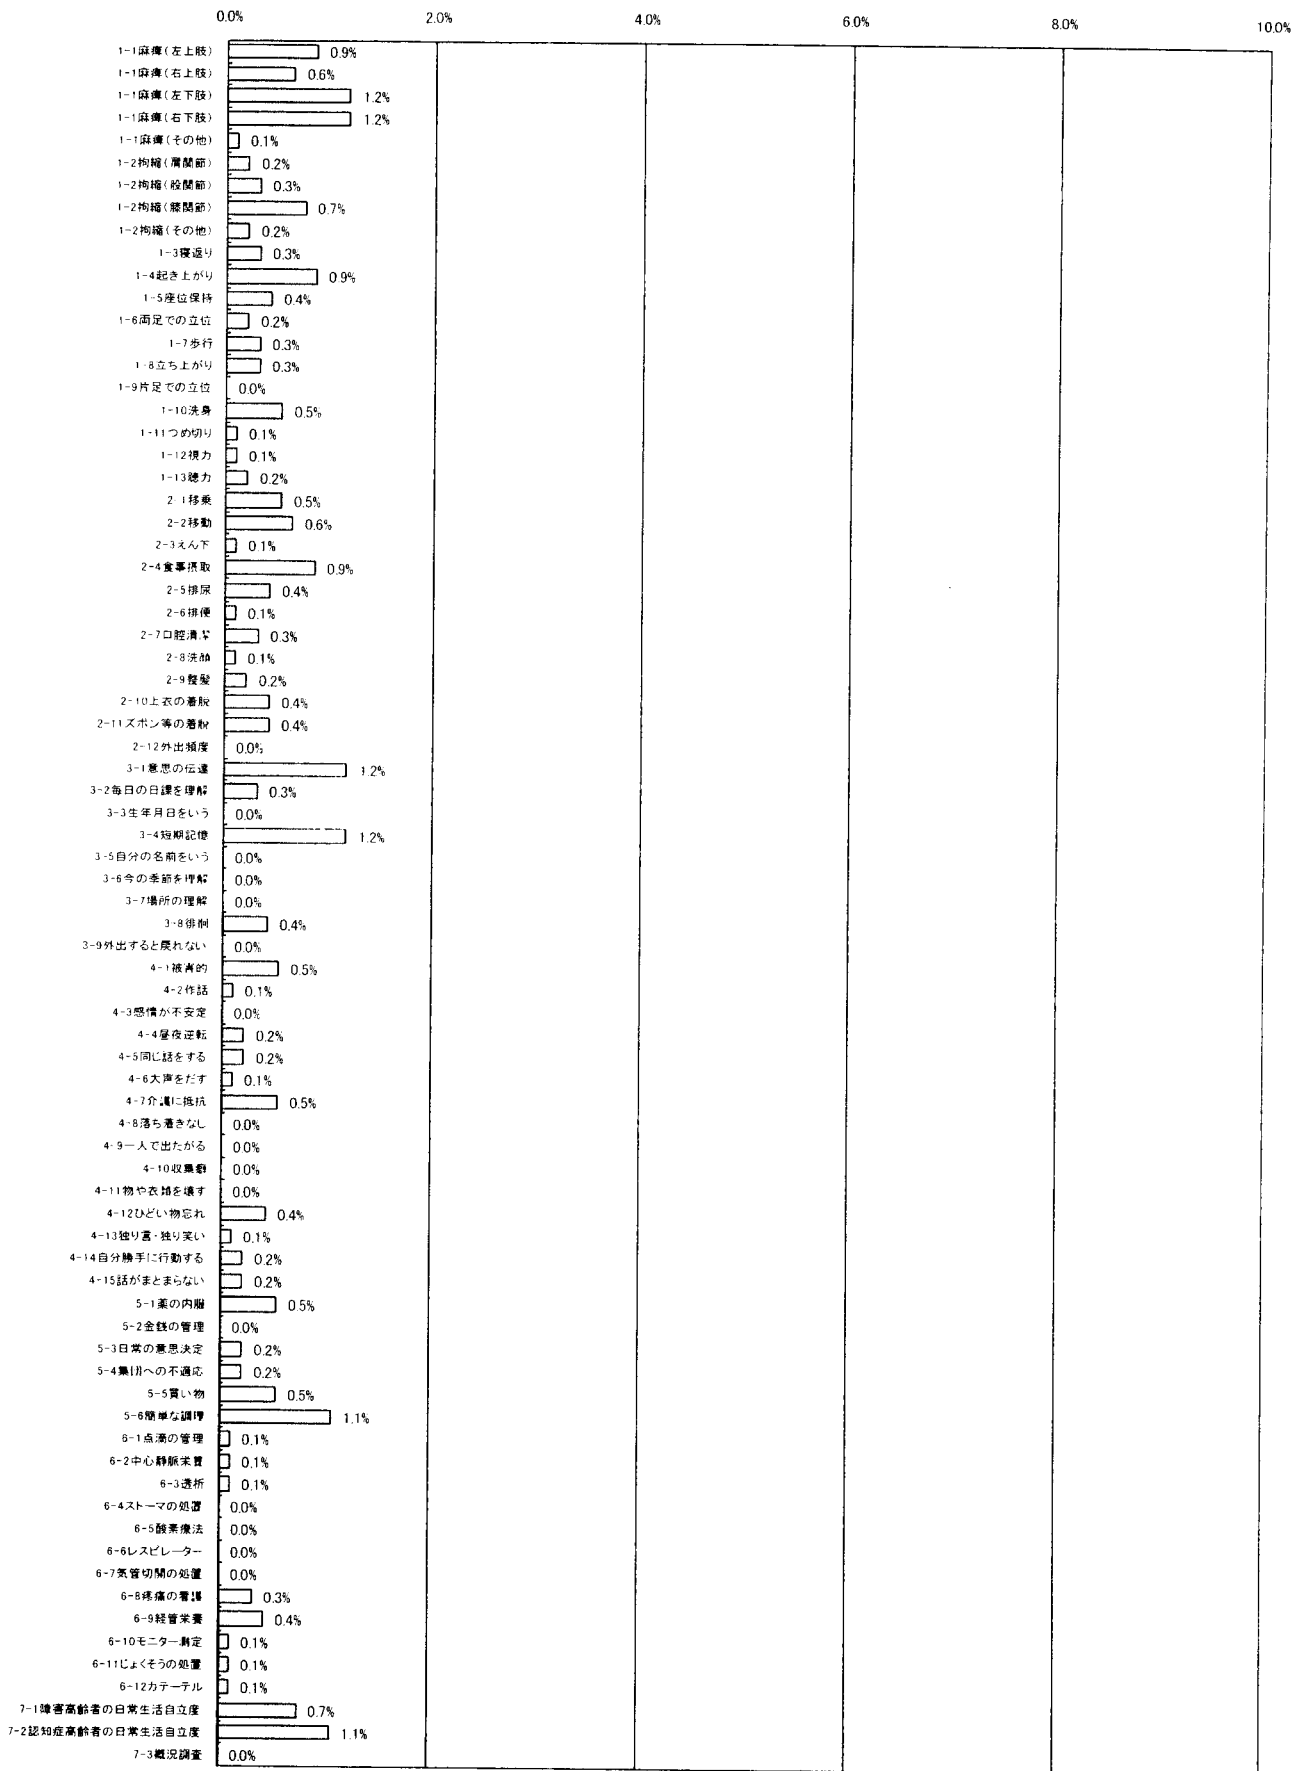 0.0% 2.0% 4.0% 6.0% 8.0% 10.0%
1-1麻痺(左上肢) 0.9%
1-1麻痺(右上肢) 0.6%
1-1麻痺(左下肢) 1.2%
1-1麻痺(右下肢) 1.2%
1-1麻痺(その他) 0.1%
1-2拘縮(肩関節) 0.2%
1-2拘縮(股関節) 0.3%
1-2拘縮(膝関節) 0.7%
1-2拘縮(その他) 0.2%
1-3寝返り 0.3%
1-4起き上がり 0.9%
1-5座位保持 0.4%
1-6両足での立位 0.2%
1-7歩行 0.3%
1-8立ち上がり 0.3%
1-9片足での立位 0.0%
1-10洗身 0.5%
1-11つめ切り 0.1%
1-12視力 0.1%
1-13聴力 0.2%
2-1移乗 0.5%
2-2移動 0.6%
2-3えん下 0.1%
2-4食事摂取 0.9%
2-5排尿 0.4%
2-6排便 0.1%
2-7口腔清潔 0.3%
2-8洗顔 0.1%
2-9整髪 0.2%
2-10上衣の着脱 0.4%
2-11ズボン等の着脱 0.4%
2-12外出頻度 0.0%
3-1意思の伝達 1.2%
3-2毎日の日課を理解 0.3%
3-3生年月日をいう 0.0%
3-4短期記憶 1.2%
3-5自分の名前をいう 0.0%
3-6今の季節を理解 0.0%
3-7場所の理解 0.0%
3-8徘徊 0.4%
3-9外出すると戻れない 0.0%
4-1被害的 0.5%
4-2作話 0.1%
4-3感情が不安定 0.0%
4-4昼夜逆転 0.2%
4-5同じ話をする 0.2%
4-6大声をだす 0.1%
4-7介護に抵抗 0.5%
4-8落ち着きなし 0.0%
4-9一人で出たがる 0.0%
4-10収集癖 0.0%
4-11物や衣類を壊す 0.0%
4-12ひどい物忘れ 0.4%
4-13独り言・独り笑い 0.1%
4-14自分勝手に行動する 0.2%
4-15話がまとまらない 0.2%
5-1薬の内服 0.5%
5-2金銭の管理 0.0%
5-3日常の意思決定 0.2%
5-4集団への不適応 0.2%
5-5買い物 0.5%
5-6簡単な調理 1.1%
6-1点滴の管理 0.1%
6-2中心静脈栄養 0.1%
6-3透析 0.1%
6-4ストーマの処置 0.0%
6-5酸素療法 0.0%
6-6レスピレーター 0.0%
6-7気管切開の処置 0.0%
6-8疼痛の看護 0.3%
6-9経管栄養 0.4%
6-10モニター測定 0.1%
6-11じょくそうの処置 0.1%
6-12カテーテル 0.1%
7-1障害高齢者の日常生活自立度 0.7%
7-2認知症高齢者の日常生活自立度 1.1%
7-3概況調査 0.0%